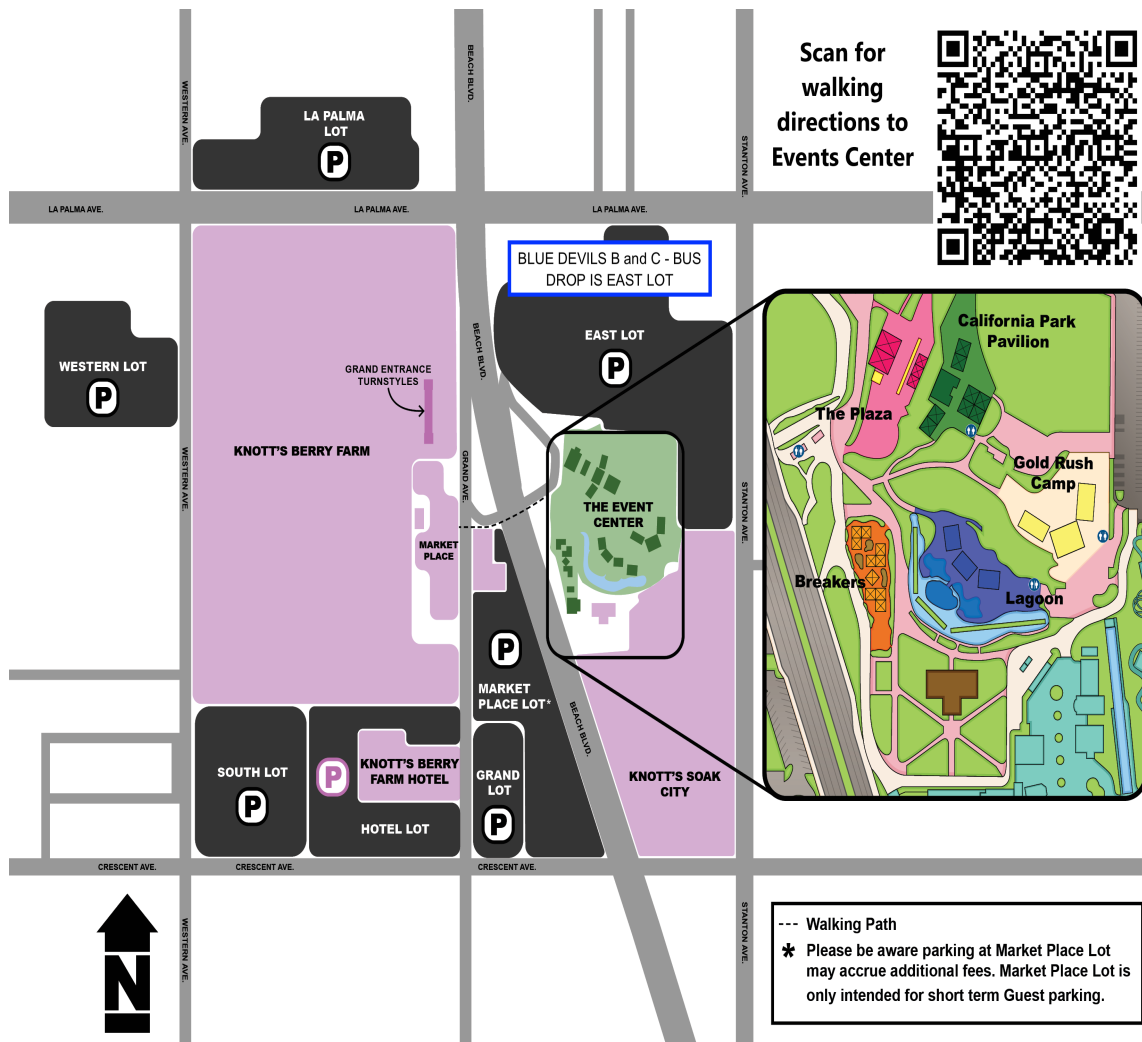 Scan for
walking
directions to
Events Center
WESTERN AVE.
BEACH BLVD.
STANTON AVE.
LA PALMA
LOT
P
LA PALMA AVE.
LA PALMA AVE.
LA PALMA AVE.
BLUE DEVILS B and C - BUS
DROP IS EAST LOT
EAST LOT
P
WESTERN LOT
P
BEACH BLVD.
GRAND ENTRANCE
TURNSTYLES
KNOTT'S BERRY FARM
WESTERN AVE.
GRAND AVE.
STANTON AVE.
THE EVENT
CENTER
MARKET
PLACE
California Park
Pavilion
The Plaza
Gold Rush
Camp
Breakers
Lagoon
P
MARKET
PLACE LOT*
BEACH BLVD.
SOUTH LOT
P
P
KNOTT'S BERRY
FARM HOTEL
HOTEL LOT
GRAND
LOT
P
KNOTT'S SOAK
CITY
CRESCENT AVE.
CRESCENT AVE.
CRESCENT AVE.
WESTERN AVE.
STANTON AVE.
N
--- Walking Path
* Please be aware parking at Market Place Lot
may accrue additional fees. Market Place Lot is
only intended for short term Guest parking.